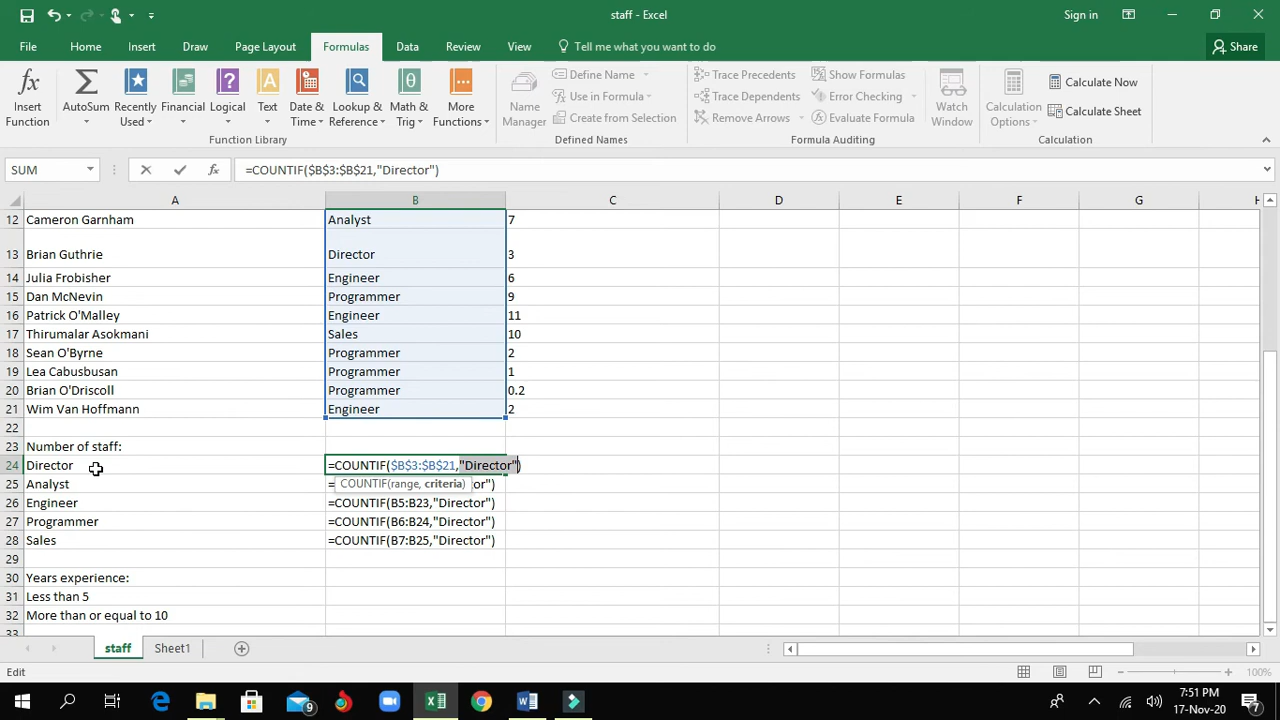 staff - Excel
Sign in
File Home Insert Draw Page Layout Formulas Data Review View Tell me what you want to do Share
Insert Function
AutoSum
Recently Used
Financial
Logical
Text
Date & Time
Lookup & Reference
Math & Trig
More Functions
Function Library
Name Manager
Define Name
Use in Formula
Create from Selection
Defined Names
Trace Precedents
Trace Dependents
Remove Arrows
Show Formulas
Error Checking
Evaluate Formula
Formula Auditing
Watch Window
Calculation Options
Calculate Now
Calculate Sheet
Calculation
SUM fx =COUNTIF($B$3:$B$21,"Director")
A B C D E F G H
12 Cameron Garnham Analyst 7
13 Brian Guthrie Director 3
14 Julia Frobisher Engineer 6
15 Dan McNevin Programmer 9
16 Patrick O'Malley Engineer 11
17 Thirumalar Asokmani Sales 10
18 Sean O'Byrne Programmer 2
19 Lea Cabusbusan Programmer 1
20 Brian O'Driscoll Programmer 0.2
21 Wim Van Hoffmann Engineer 2
22
23 Number of staff:
24 Director =COUNTIF($B$3:$B$21,"Director")
25 Analyst = COUNTIF(range, criteria) or")
26 Engineer =COUNTIF(B5:B23,"Director")
27 Programmer =COUNTIF(B6:B24,"Director")
28 Sales =COUNTIF(B7:B25,"Director")
29
30 Years experience:
31 Less than 5
32 More than or equal to 10
33
staff Sheet1
Edit 100%
9
7:51 PM
17-Nov-20
7